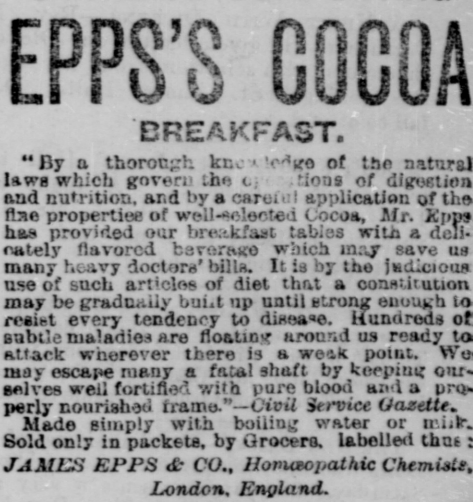 EPPS'S COCOA
BREAKFAST.
"By a thorough knowledge of the natural
laws which govern the operations of digestion
and nutrition, and by a careful application of the
fine properties of well-selected Cocoa, Mr. Epps
has provided our breakfast tables with a deli-
cately flavored beverage which may save us
many heavy doctors' bills. It is by the judicious
use of such articles of diet that a constitution
may be gradually built up until strong enough to
resist every tendency to disease. Hundreds of
subtle maladies are floating around us ready to
attack wherever there is a weak point. We
may escape many a fatal shaft by keeping our-
selves well fortified with pure blood and a pro-
perly nourished frame."—Civil Service Gazette.
Made simply with boiling water or milk.
Sold only in packets, by Grocers, labelled thus:
JAMES EPPS & CO., Homœopathic Chemists,
London, England.